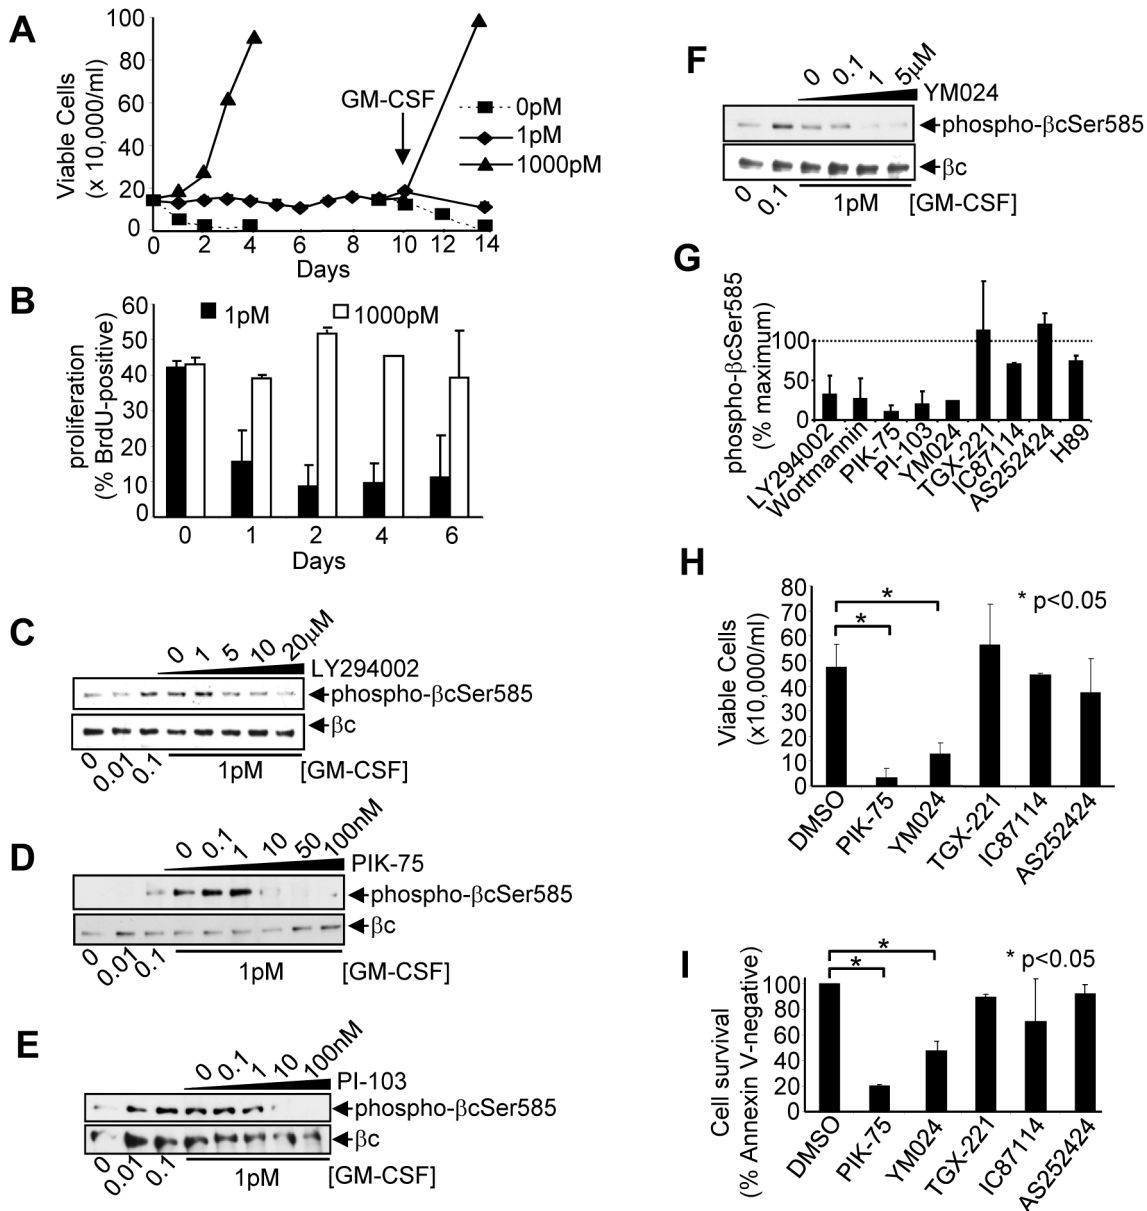 A
Viable Cells
(x 10,000/ml)
100
80
60
40
20
0
GM-CSF
0pM
1pM
1000pM
0 2 4 6 8 10 12 14
Days
B
proliferation
(% BrdU-positive)
60
50
40
30
20
10
0
1pM 1000pM
0 1 2 4 6
Days
C
0 1 5 10 20μM
LY294002
phospho-βcSer585
βc
0 0.01 0.1 1pM [GM-CSF]
D
0 0.1 1 10 50 100nM
PIK-75
phospho-βcSer585
βc
0 0.01 0.1 1pM [GM-CSF]
E
0 0.1 1 10 100nM
PI-103
phospho-βcSer585
βc
0 0.01 0.1 1pM [GM-CSF]
F
0 0.1 1 5μM
YM024
phospho-βcSer585
βc
0 0.1 1pM [GM-CSF]
G
phospho-βcSer585
(% maximum)
100
50
0
LY294002
Wortmannin
PIK-75
PI-103
YM024
TGX-221
IC87114
AS252424
H89
H
Viable Cells
(x10,000/ml)
80
70
60
50
40
30
20
10
0
*
*
* p<0.05
DMSO
PIK-75
YM024
TGX-221
IC87114
AS252424
I
Cell survival
(% Annexin V-negative)
100
80
60
40
20
0
*
*
* p<0.05
DMSO
PIK-75
YM024
TGX-221
IC87114
AS252424